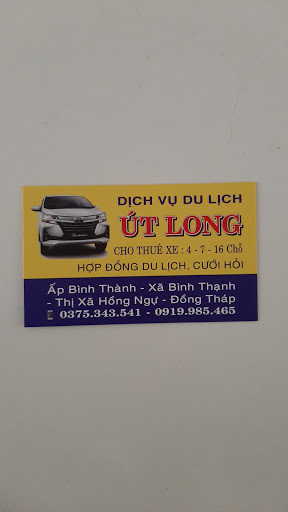 DỊCH VỤ DU LỊCH
ÚT LONG
CHO THUÊ XE : 4 - 7 - 16 Chỗ
HỢP ĐỒNG DU LỊCH, CƯỚI HỎI
Ấp Bình Thành - Xã Bình Thạnh
- Thị Xã Hồng Ngự - Đồng Tháp
0375.343.541 - 0919.985.465